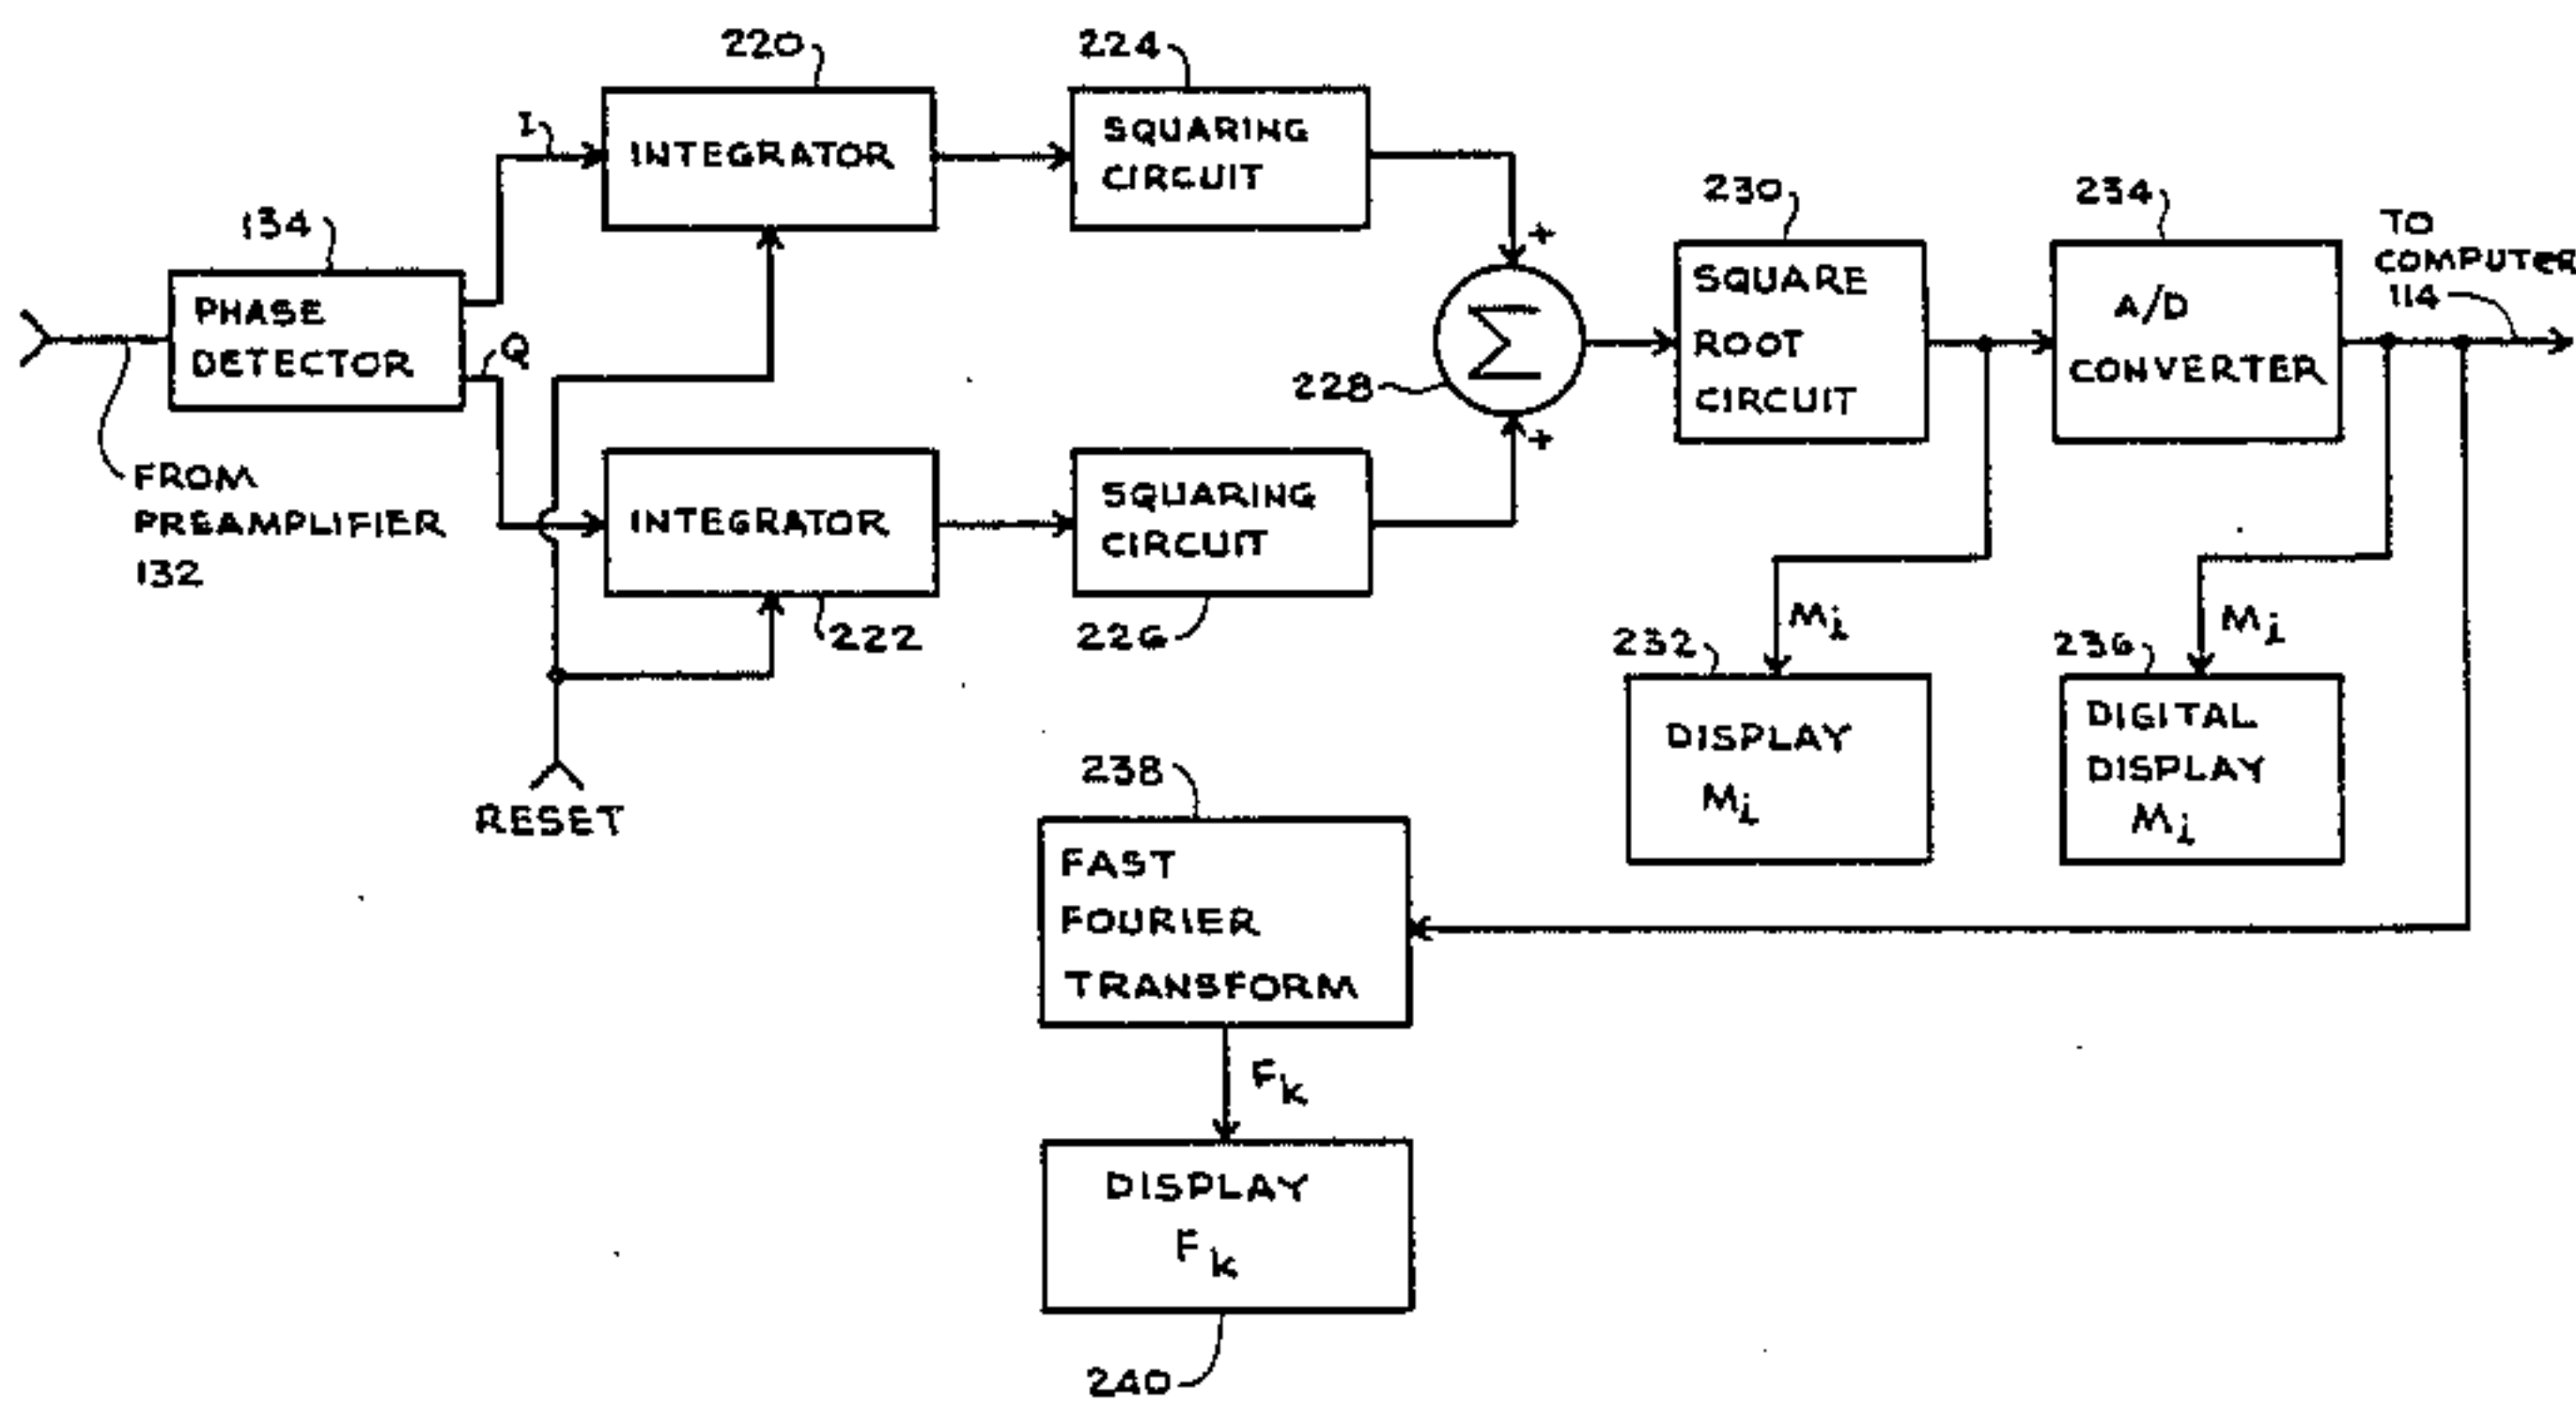 220
224
I
INTEGRATOR
SQUARING
CIRCUIT
134
PHASE
DETECTOR
Q
FROM
PREAMPLIFIER
132
+
Σ
228
+
230
SQUARE
ROOT
CIRCUIT
234
A/D
CONVERTER
TO
COMPUTER
114
INTEGRATOR
222
SQUARING
CIRCUIT
226
RESET
Mi
232
DISPLAY
Mi
Mi
236
DIGITAL
DISPLAY
Mi
238
FAST
FOURIER
TRANSFORM
Fk
DISPLAY
Fk
240